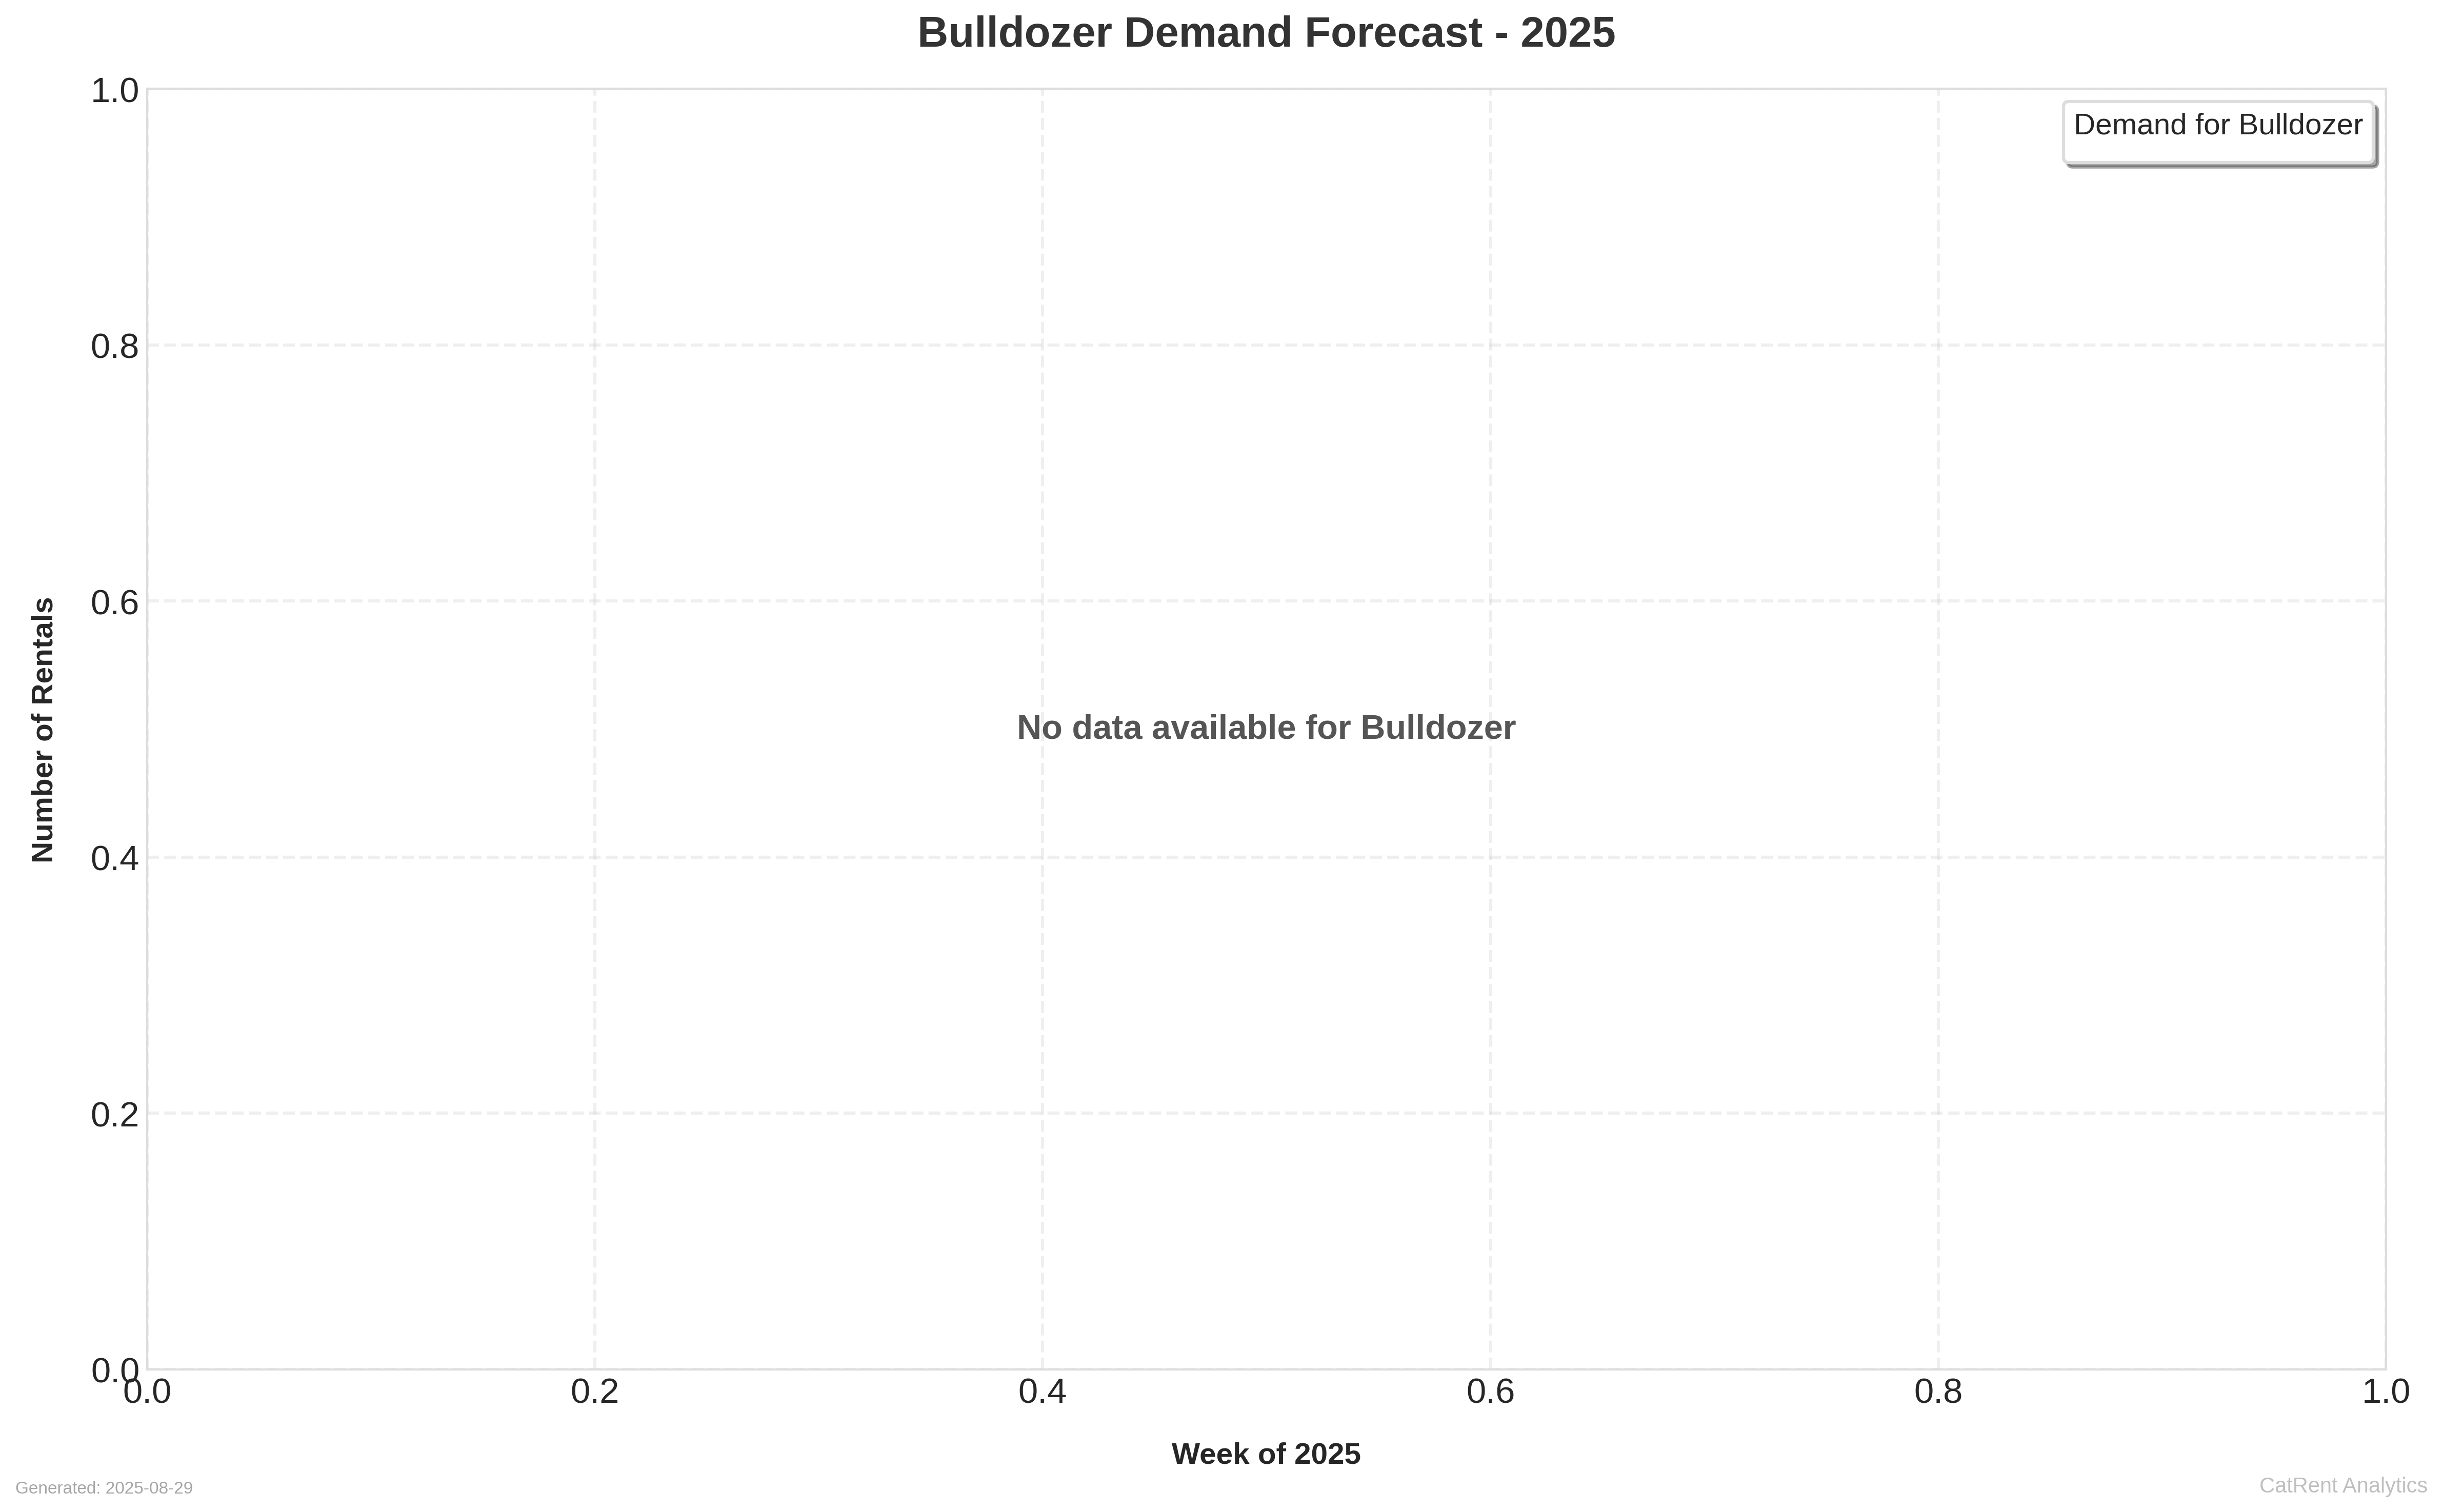 Bulldozer Demand Forecast - 2025
Demand for Bulldozer
1.0
0.8
0.6
0.4
0.2
0.0
Number of Rentals
No data available for Bulldozer
0.0 0.2 0.4 0.6 0.8 1.0
Week of 2025
Generated: 2025-08-29
CatRent Analytics